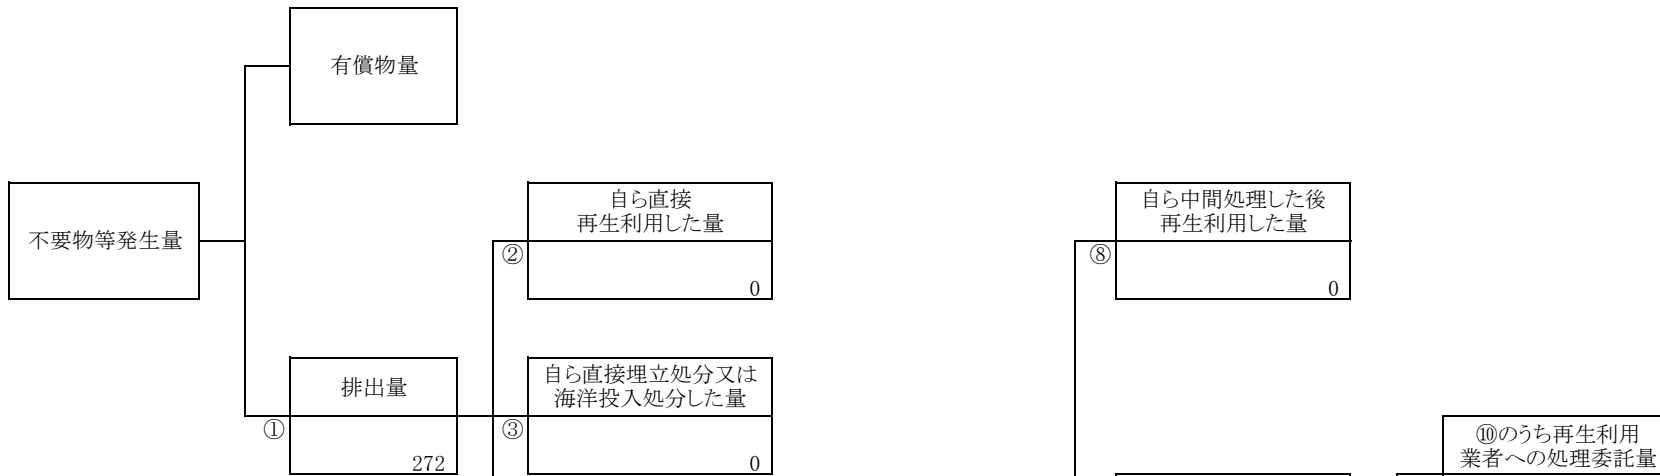 有償物量
不要物等発生量
自ら直接
再生利用した量
②
0
自ら中間処理した後
再生利用した量
⑧
0
排出量
①
272
自ら直接埋立処分又は
海洋投入処分した量
③
0
⑩のうち再生利用
業者への処理委託量